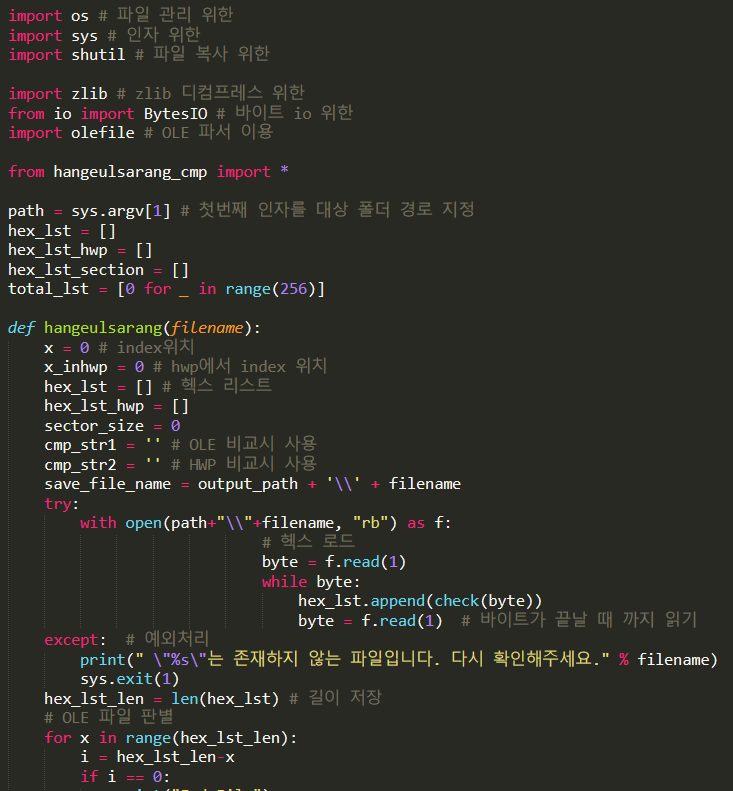 import os # 파일 관리 위한
import sys # 인자 위한
import shutil # 파일 복사 위한
import zlib # zlib 디컴프레스 위한
from io import BytesIO # 바이트 io 위한
import olefile # OLE 파서 이용
from hangeulsarang_cmp import *
path = sys.argv[1] # 첫번째 인자를 대상 폴더 경로 지정
hex_lst = []
hex_lst_hwp = []
hex_lst_section = []
total_lst = [0 for _ in range(256)]
def hangeulsarang(filename):
    x = 0 # index위치
    x_inhwp = 0 # hwp에서 index 위치
    hex_lst = [] # 헥스 리스트
    hex_lst_hwp = []
    sector_size = 0
    cmp_str1 = '' # OLE 비교시 사용
    cmp_str2 = '' # HWP 비교시 사용
    save_file_name = output_path + '\\' + filename
    try:
        with open(path+"\\"+filename, "rb") as f:
                            # 헥스 로드
                            byte = f.read(1)
                            while byte:
                                hex_lst.append(check(byte))
                                byte = f.read(1)  # 바이트가 끝날 때 까지 읽기
    except:  # 예외처리
        print(" \"%s\"는 존재하지 않는 파일입니다. 다시 확인해주세요." % filename)
        sys.exit(1)
    hex_lst_len = len(hex_lst) # 길이 저장
    # OLE 파일 판별
    for x in range(hex_lst_len):
        i = hex_lst_len-x
        if i == 0: